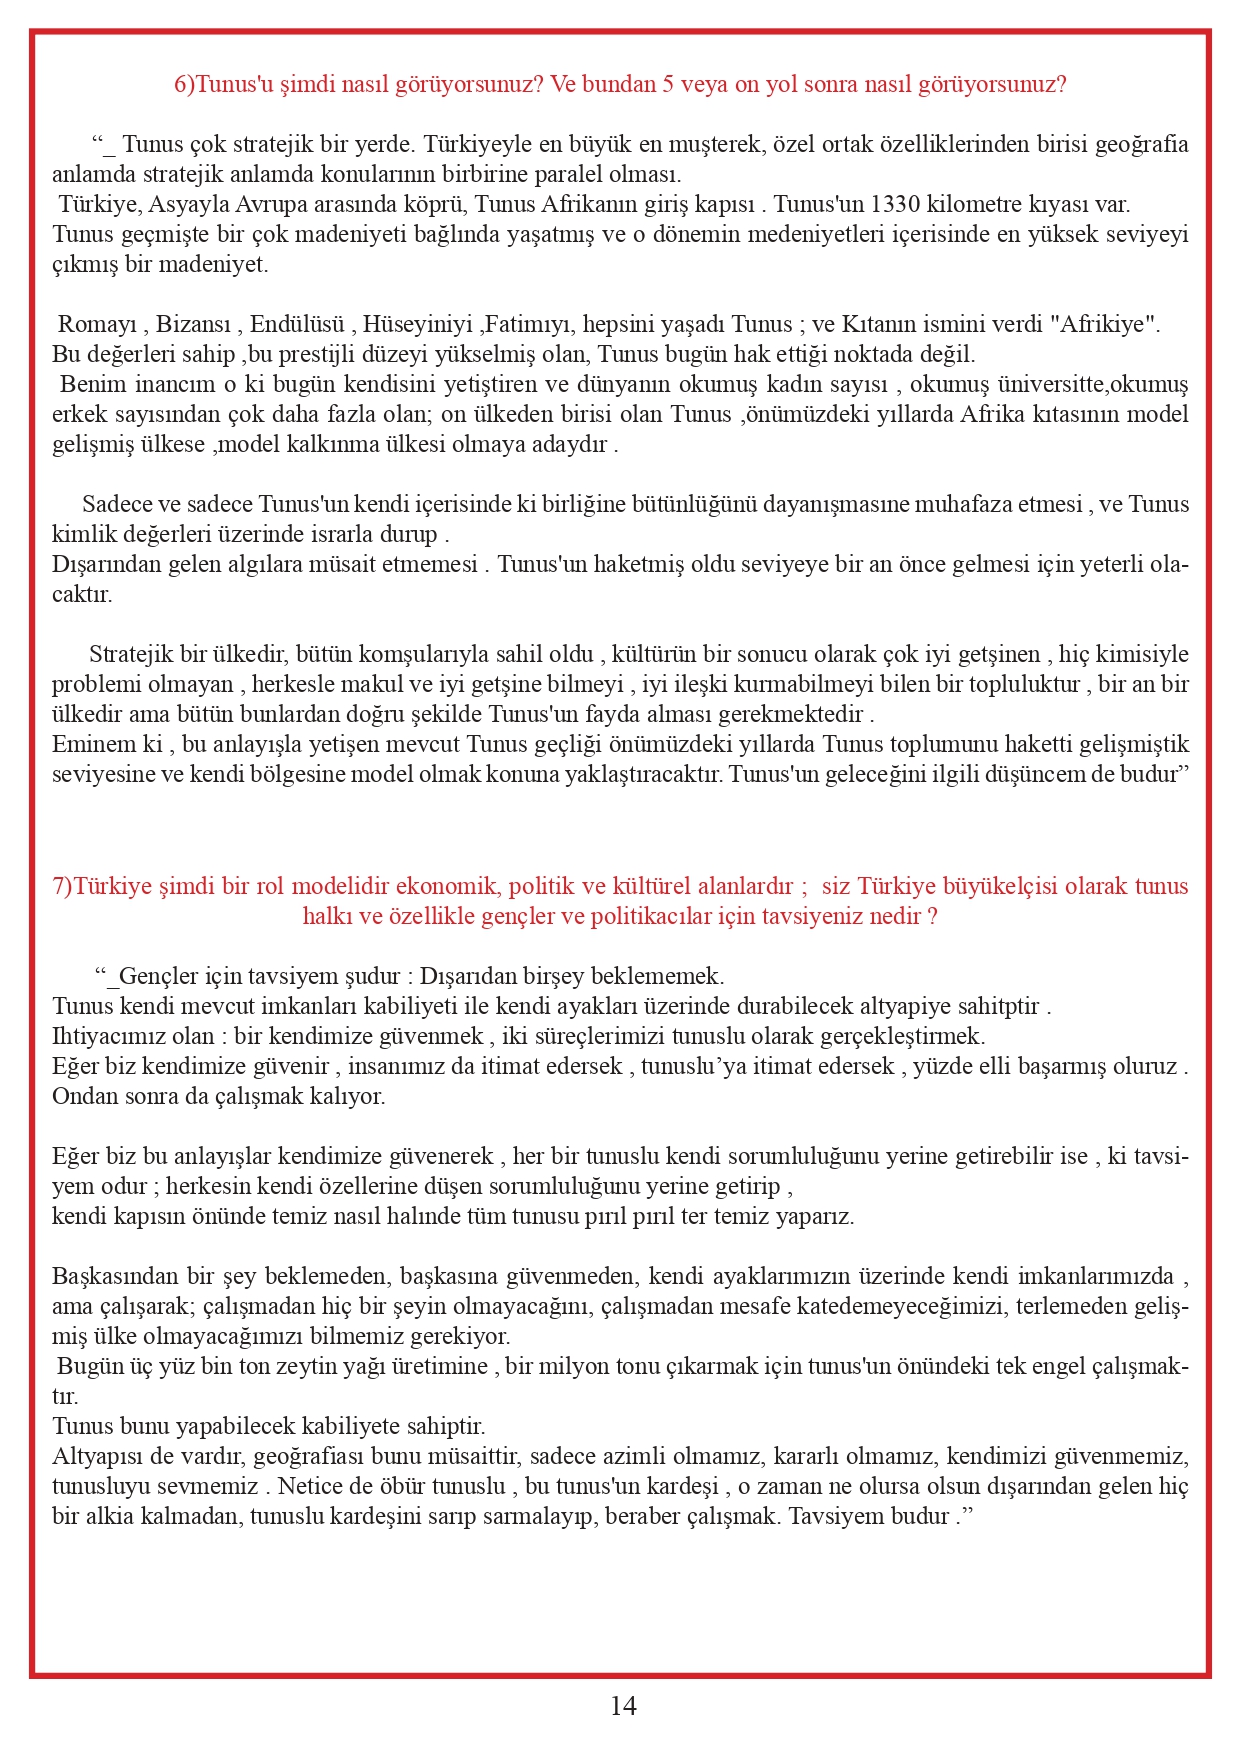 6)Tunus'u şimdi nasıl görüyorsunuz? Ve bundan 5 veya on yol sonra nasıl görüyorsunuz?
“_ Tunus çok stratejik bir yerde. Türkiyeyle en büyük en muşterek, özel ortak özelliklerinden birisi geoğrafia
anlamda stratejik anlamda konularının birbirine paralel olması.
Türkiye, Asyayla Avrupa arasında köprü, Tunus Afrikanın giriş kapısı . Tunus'un 1330 kilometre kıyası var.
Tunus geçmişte bir çok madeniyeti bağlında yaşatmış ve o dönemin medeniyetleri içerisinde en yüksek seviyeyi
çıkmış bir madeniyet.
Romayı , Bizansı , Endülüsü , Hüseyiniyi ,Fatimıyı, hepsini yaşadı Tunus ; ve Kıtanın ismini verdi "Afrikiye".
Bu değerleri sahip ,bu prestijli düzeyi yükselmiş olan, Tunus bugün hak ettiği noktada değil.
Benim inancım o ki bugün kendisini yetiştiren ve dünyanın okumuş kadın sayısı , okumuş üniversitte,okumuş
erkek sayısından çok daha fazla olan; on ülkeden birisi olan Tunus ,önümüzdeki yıllarda Afrika kıtasının model
gelişmiş ülkese ,model kalkınma ülkesi olmaya adaydır .
Sadece ve sadece Tunus'un kendi içerisinde ki birliğine bütünlüğünü dayanışmasıne muhafaza etmesi , ve Tunus
kimlik değerleri üzerinde israrla durup .
Dışarından gelen algılara müsait etmemesi . Tunus'un haketmiş oldu seviyeye bir an önce gelmesi için yeterli ola-
caktır.
Stratejik bir ülkedir, bütün komşularıyla sahil oldu , kültürün bir sonucu olarak çok iyi getşinen , hiç kimisiyle
problemi olmayan , herkesle makul ve iyi getşine bilmeyi , iyi ileşki kurmabilmeyi bilen bir topluluktur , bir an bir
ülkedir ama bütün bunlardan doğru şekilde Tunus'un fayda alması gerekmektedir .
Eminem ki , bu anlayışla yetişen mevcut Tunus geçliği önümüzdeki yıllarda Tunus toplumunu haketti gelişmiştik
seviyesine ve kendi bölgesine model olmak konuna yaklaştıracaktır. Tunus'un geleceğini ilgili düşüncem de budur”
7)Türkiye şimdi bir rol modelidir ekonomik, politik ve kültürel alanlardır ; siz Türkiye büyükelçisi olarak tunus
halkı ve özellikle gençler ve politikacılar için tavsiyeniz nedir ?
“_Gençler için tavsiyem şudur : Dışarıdan birşey beklememek.
Tunus kendi mevcut imkanları kabiliyeti ile kendi ayakları üzerinde durabilecek altyapiye sahitptir .
Ihtiyacımız olan : bir kendimize güvenmek , iki süreçlerimizi tunuslu olarak gerçekleştirmek.
Eğer biz kendimize güvenir , insanımız da itimat edersek , tunuslu’ya itimat edersek , yüzde elli başarmış oluruz .
Ondan sonra da çalışmak kalıyor.
Eğer biz bu anlayışlar kendimize güvenerek , her bir tunuslu kendi sorumluluğunu yerine getirebilir ise , ki tavsi-
yem odur ; herkesin kendi özellerine düşen sorumluluğunu yerine getirip ,
kendi kapısın önünde temiz nasıl halınde tüm tunusu pırıl pırıl ter temiz yaparız.
Başkasından bir şey beklemeden, başkasına güvenmeden, kendi ayaklarımızın üzerinde kendi imkanlarımızda ,
ama çalışarak; çalışmadan hiç bir şeyin olmayacağını, çalışmadan mesafe katedemeyeceğimizi, terlemeden geliş-
miş ülke olmayacağımızı bilmemiz gerekiyor.
Bugün üç yüz bin ton zeytin yağı üretimine , bir milyon tonu çıkarmak için tunus'un önündeki tek engel çalışmak-
tır.
Tunus bunu yapabilecek kabiliyete sahiptir.
Altyapısı de vardır, geoğrafiası bunu müsaittir, sadece azimli olmamız, kararlı olmamız, kendimizi güvenmemiz,
tunusluyu sevmemiz . Netice de öbür tunuslu , bu tunus'un kardeşi , o zaman ne olursa olsun dışarından gelen hiç
bir alkia kalmadan, tunuslu kardeşini sarıp sarmalayıp, beraber çalışmak. Tavsiyem budur .”
14